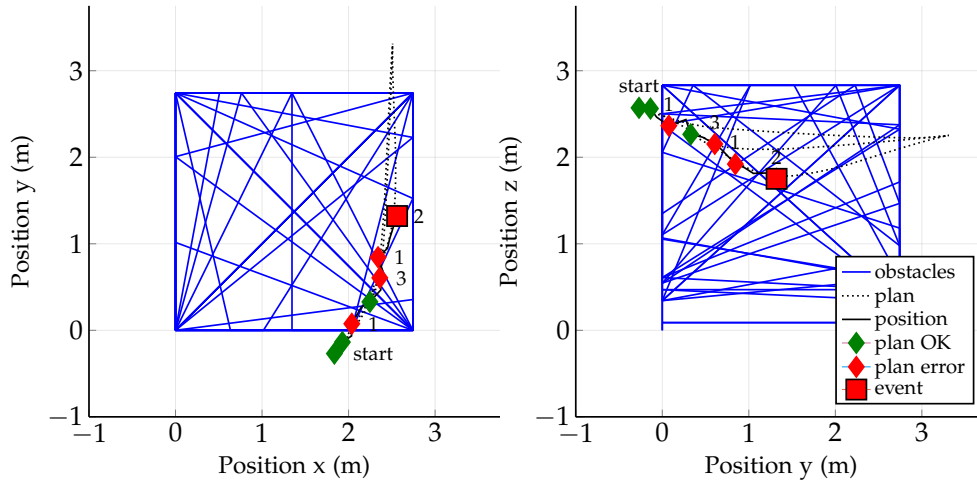 3
2
1
0
−1
−1
0
1
2
3
Position x (m)
Position y (m)
2
1
3
1
start
3
2
1
0
−1
−1
0
1
2
3
Position y (m)
Position z (m)
start
1
3
1
2
obstacles
plan
position
plan OK
plan error
event